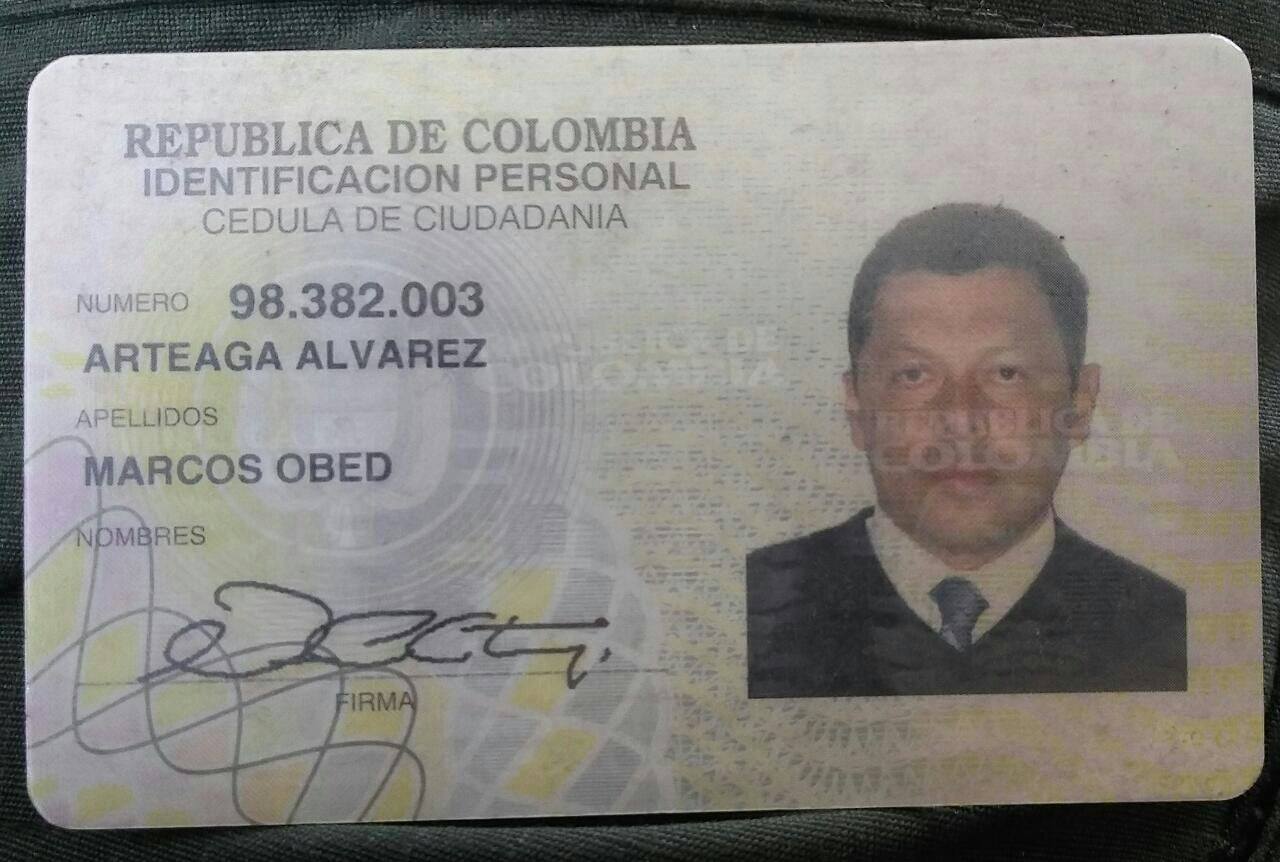 REPUBLICA DE COLOMBIA
IDENTIFICACION PERSONAL
CEDULA DE CIUDADANIA
NUMERO 98.382.003
ARTEAGA ALVAREZ
APELLIDOS
MARCOS OBED
NOMBRES
FIRMA
REPUBLICA DE
COLOMBIA
REPUBLICA DE
COLOMBIA